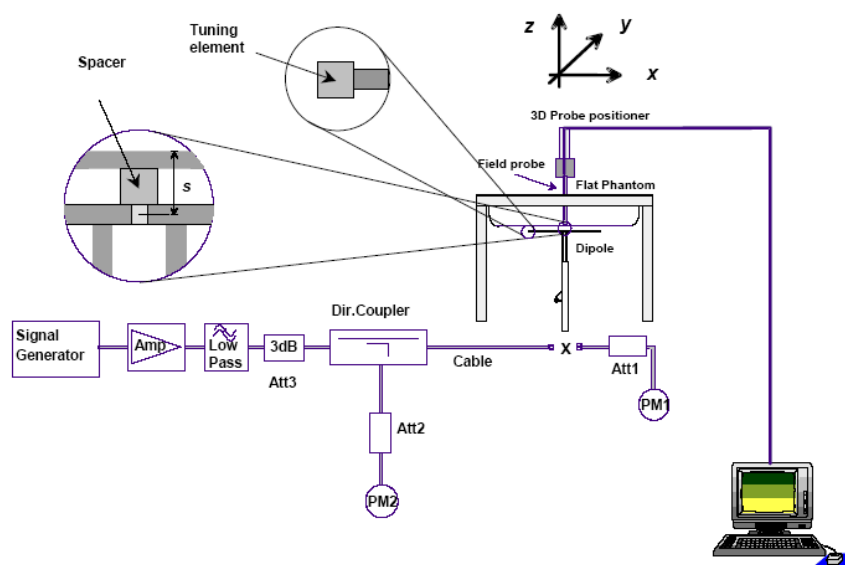 Tuning
element
z
y
x
Spacer
3D Probe positioner
s
Field probe
Flat Phantom
Dipole
Dir.Coupler
Signal
Generator
Amp
Low
Pass
3dB
Att3
Cable
X
Att1
PM1
Att2
PM2